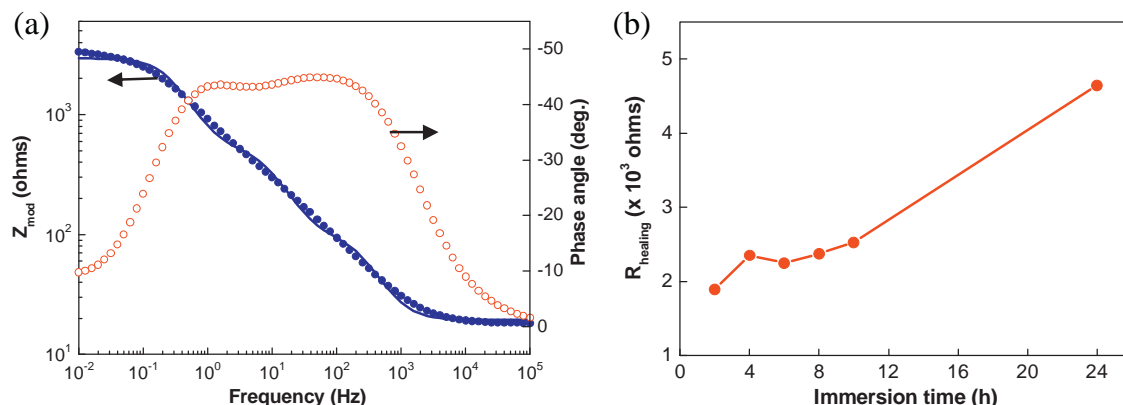 (a)
Z_mod (ohms)
10^3
10^2
10^1
10^-2 10^-1 10^0 10^1 10^2 10^3 10^4 10^5
Frequency (Hz)
-50
-40
-30
-20
-10
0
Phase angle (deg.)
(b)
R_healing (x 10^3 ohms)
5
4
3
2
1
0 4 8 12 16 20 24
Immersion time (h)